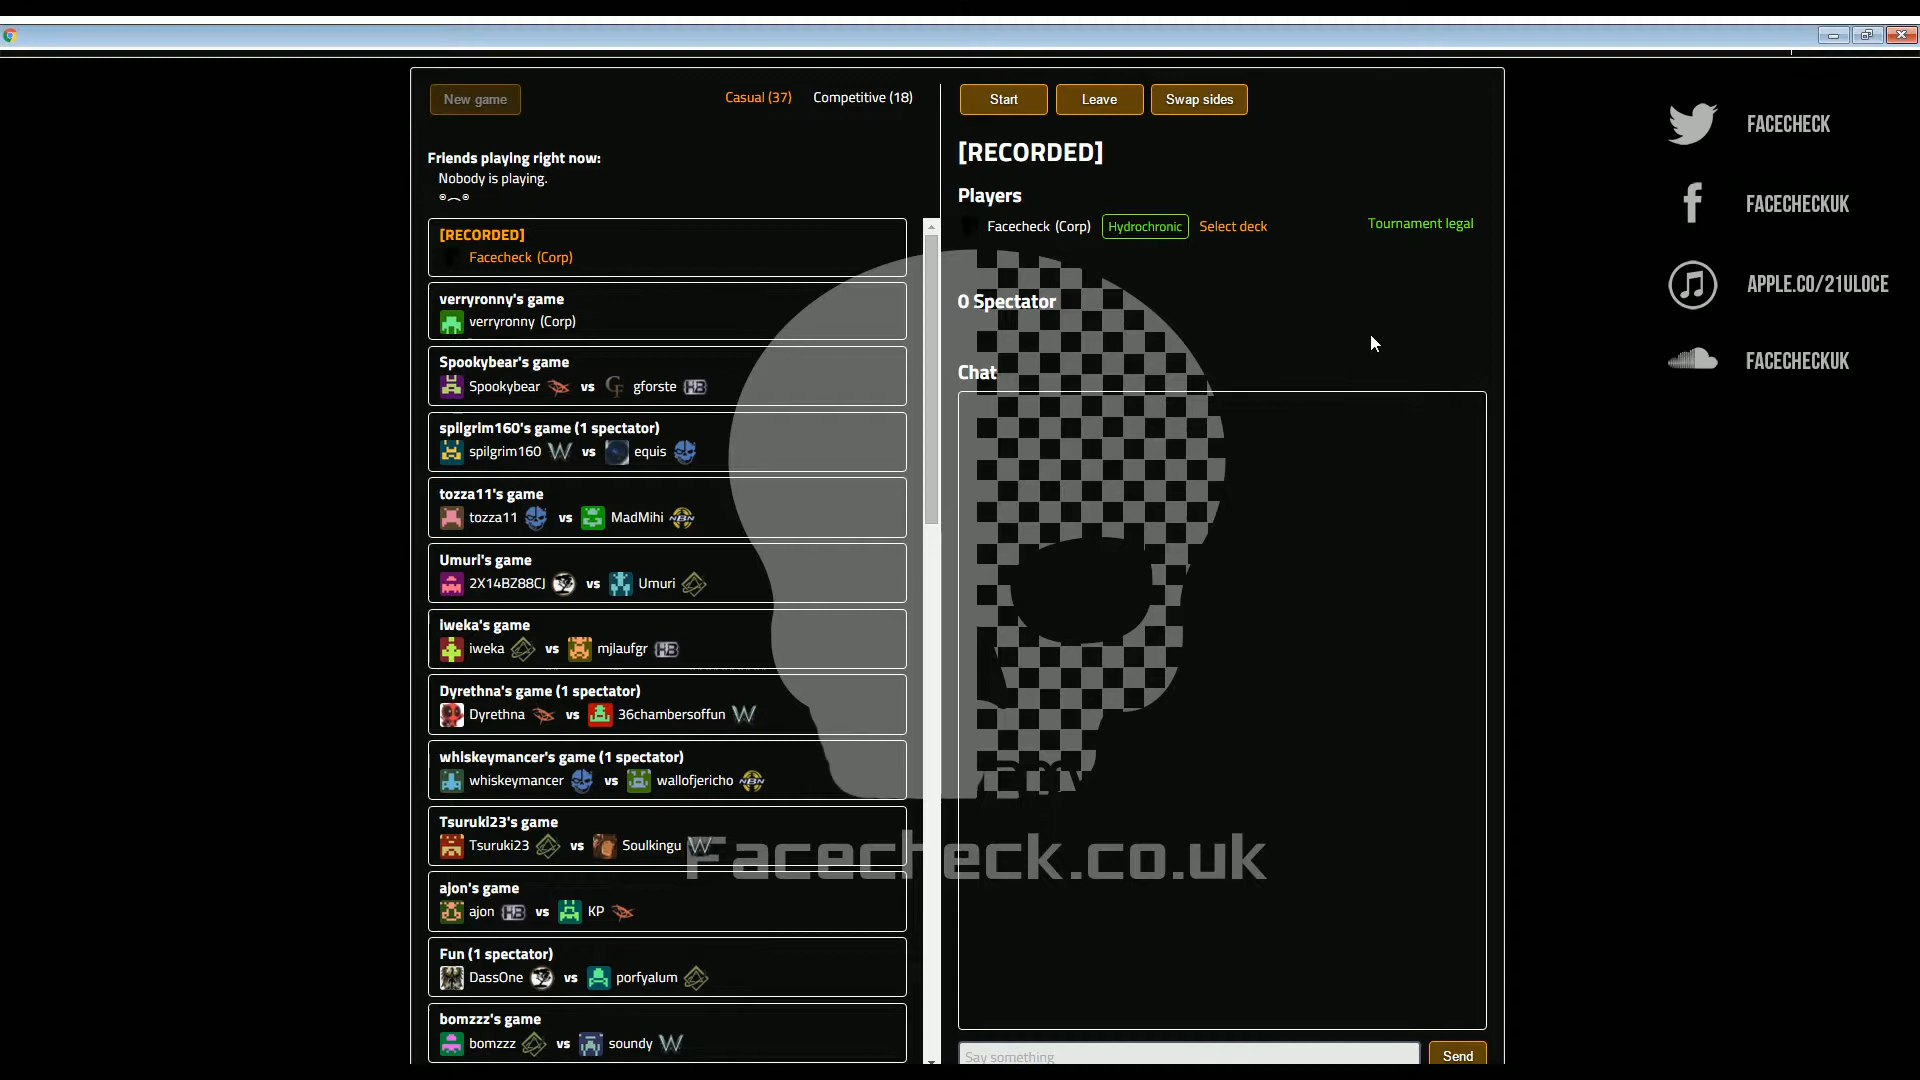 New game
Casual (37)
Competitive (18)
Friends playing right now:
Nobody is playing.
[RECORDED]
Facecheck (Corp)
verryronny's game
verryronny (Corp)
Spookybear's game
Spookybear vs gforste
spilgrim160's game (1 spectator)
spilgrim160 vs equis
tozza11's game
tozza11 vs MadMihi
Umuri's game
2X14BZ88CJ vs Umuri
iweka's game
iweka vs mjlaufgr
Dyrethna's game (1 spectator)
Dyrethna vs 36chambersoffun
whiskeymancer's game (1 spectator)
whiskeymancer vs wallofjericho
Tsuruki23's game
Tsuruki23 vs Soulkingu
ajon's game
ajon vs KP
Fun (1 spectator)
DassOne vs porfyalum
bomzzz's game
bomzzz vs soundy
Start
Leave
Swap sides
[RECORDED]
Players
Facecheck (Corp) Hydrochronic Select deck
Tournament legal
0 Spectator
Chat
Say something
Send
Facecheck.co.uk
FACECHECK
FACECHECKUK
APPLE.CO/21ULOCE
FACECHECKUK